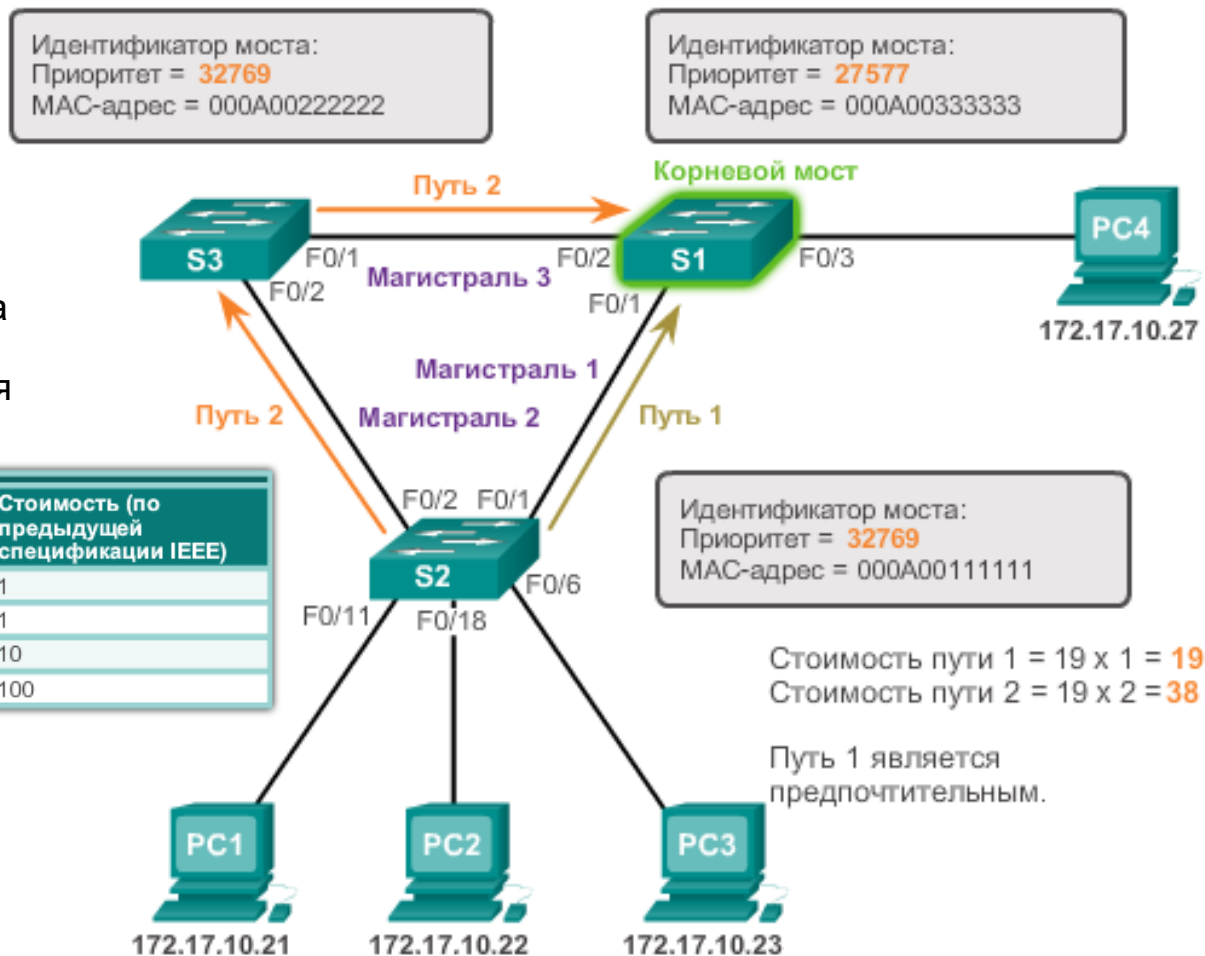 Идентификатор моста:
Приоритет = 32769
MAC-адрес = 000A00222222
Идентификатор моста:
Приоритет = 27577
MAC-адрес = 000A00333333
Корневой мост
Путь 2
S3
F0/1
F0/2
S1
F0/3
PC4
F0/2
Магистраль 3
F0/1
172.17.10.27
а
я
Магистраль 1
Путь 2
Магистраль 2
Путь 1
Стоимость (по
предыдущей
спецификации IEEE)
1
1
10
100
F0/2
F0/1
S2
F0/6
F0/11
F0/18
Идентификатор моста:
Приоритет = 32769
MAC-адрес = 000A00111111
Стоимость пути 1 = 19 x 1 = 19
Стоимость пути 2 = 19 x 2 = 38
Путь 1 является
предпочтительным.
PC1
PC2
PC3
172.17.10.21
172.17.10.22
172.17.10.23